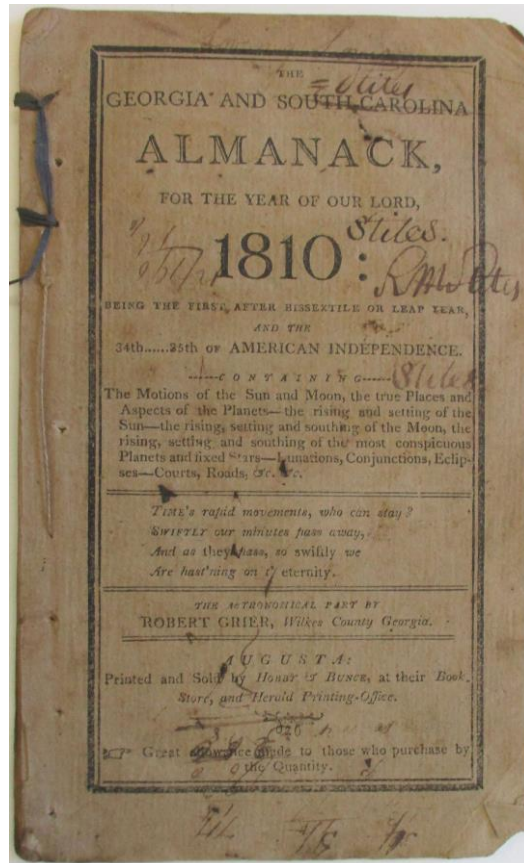 THE
Stiles
GEORGIA AND SOUTH CAROLINA
ALMANACK,
FOR THE YEAR OF OUR LORD,
Stiles.
1810:
BEING THE FIRST AFTER BISSEXTILE OR LEAP YEAR,
AND THE
34th......35th OF AMERICAN INDEPENDENCE.
------CONTAINING------
Stiles
The Motions of the Sun and Moon, the true Places and
Aspects of the Planets—the rising and setting of the
Sun—the rising, setting and southing of the Moon, the
rising, setting and southing of the most conspicuous
Planets and fixed Stars—Lunations, Conjunctions, Eclip-
ses—Courts, Roads, &c. &c.
TIME's rapid movements, who can stay?
SWIFTLY our minutes pass away,
And as they pass, so swiftly we
Are hast'ning on to eternity.
THE ASTRONOMICAL PART BY
ROBERT GRIER, Wilkes County Georgia.
AUGUSTA:
Printed and Sold by HOBBY & BUNCE, at their Book
Store, and Herald Printing-Office.
Great allowance made to those who purchase by
the Quantity.